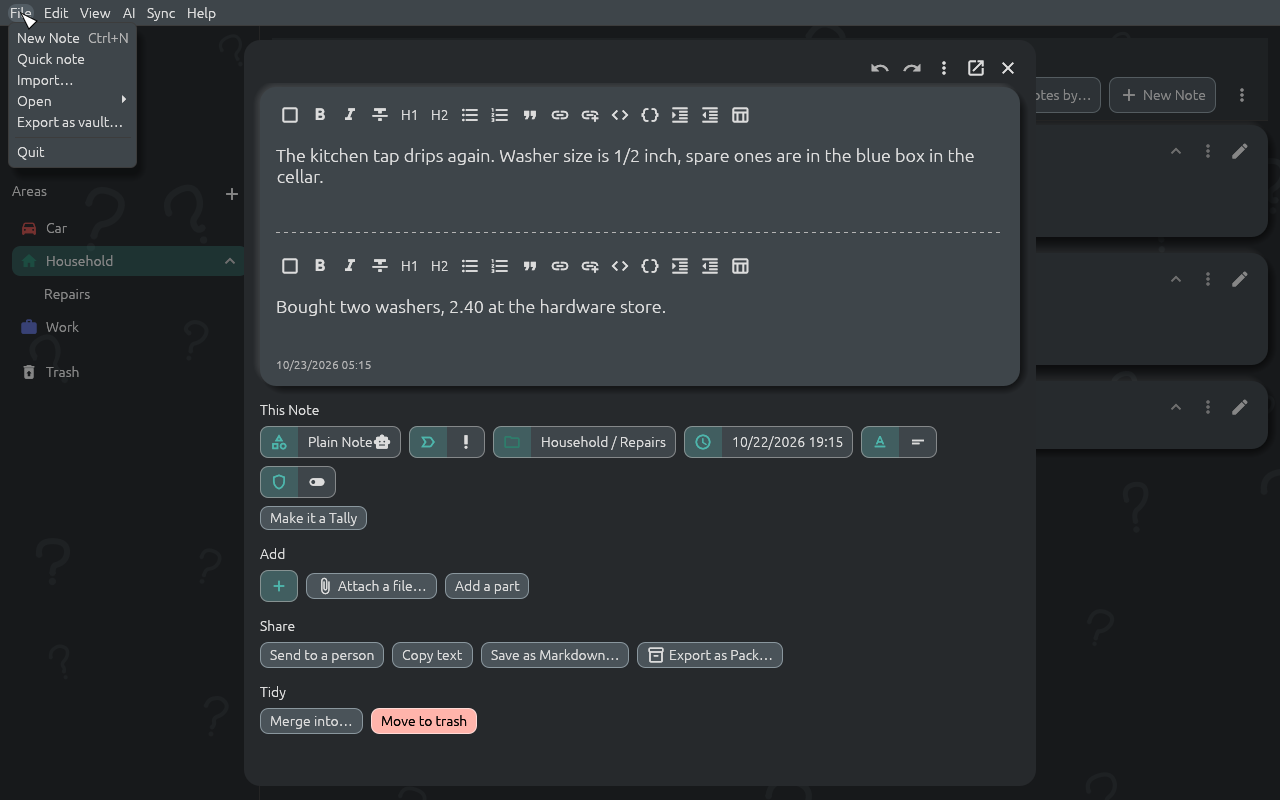 File Edit View AI Sync Help
New Note Ctrl+N
Quick note
Import…
Open
Export as vault…
Quit
Areas
Car
Household
Repairs
Work
Trash
otes by…
New Note
H1 H2
The kitchen tap drips again. Washer size is 1/2 inch, spare ones are in the blue box in the
cellar.
H1 H2
Bought two washers, 2.40 at the hardware store.
10/23/2026 05:15
This Note
Plain Note
Household / Repairs
10/22/2026 19:15
Make it a Tally
Add
Attach a file…
Add a part
Share
Send to a person
Copy text
Save as Markdown…
Export as Pack…
Tidy
Merge into…
Move to trash